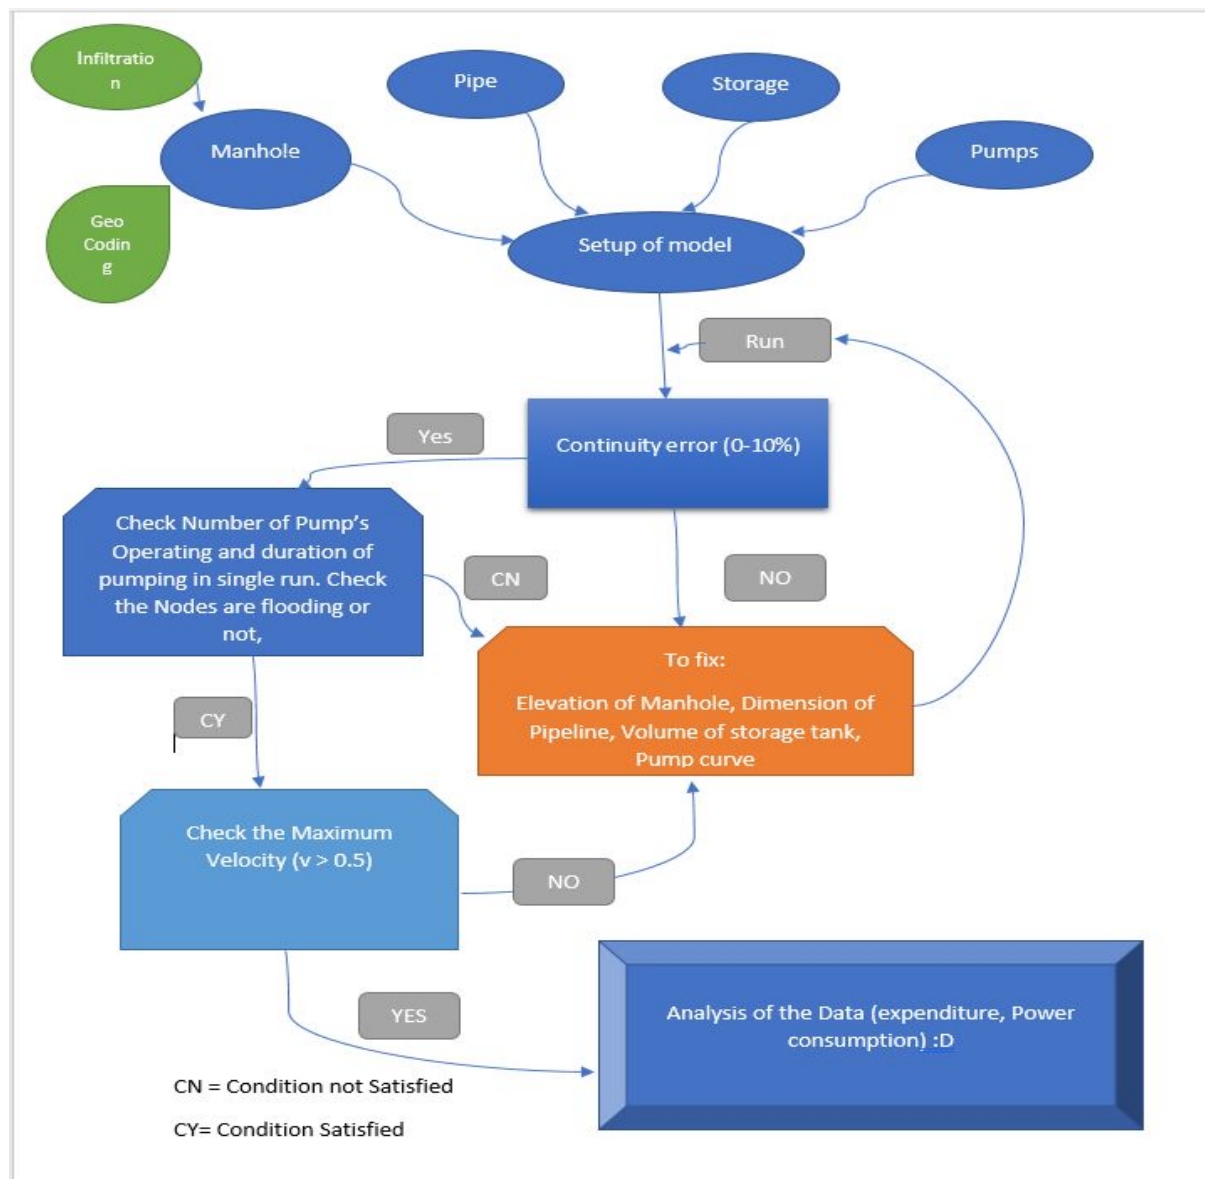 Infiltratio
n
Pipe
Storage
Manhole
Pumps
Geo
Codin
g
Setup of model
Run
Yes
Continuity error (0-10%)
Check Number of Pump’s
Operating and duration of
pumping in single run. Check
the Nodes are flooding or
not,
CN
NO
To fix:
Elevation of Manhole, Dimension of
Pipeline, Volume of storage tank,
Pump curve
CY
Check the Maximum
Velocity (v > 0.5)
NO
YES
Analysis of the Data (expenditure, Power
consumption) :D
CN = Condition not Satisfied
CY= Condition Satisfied